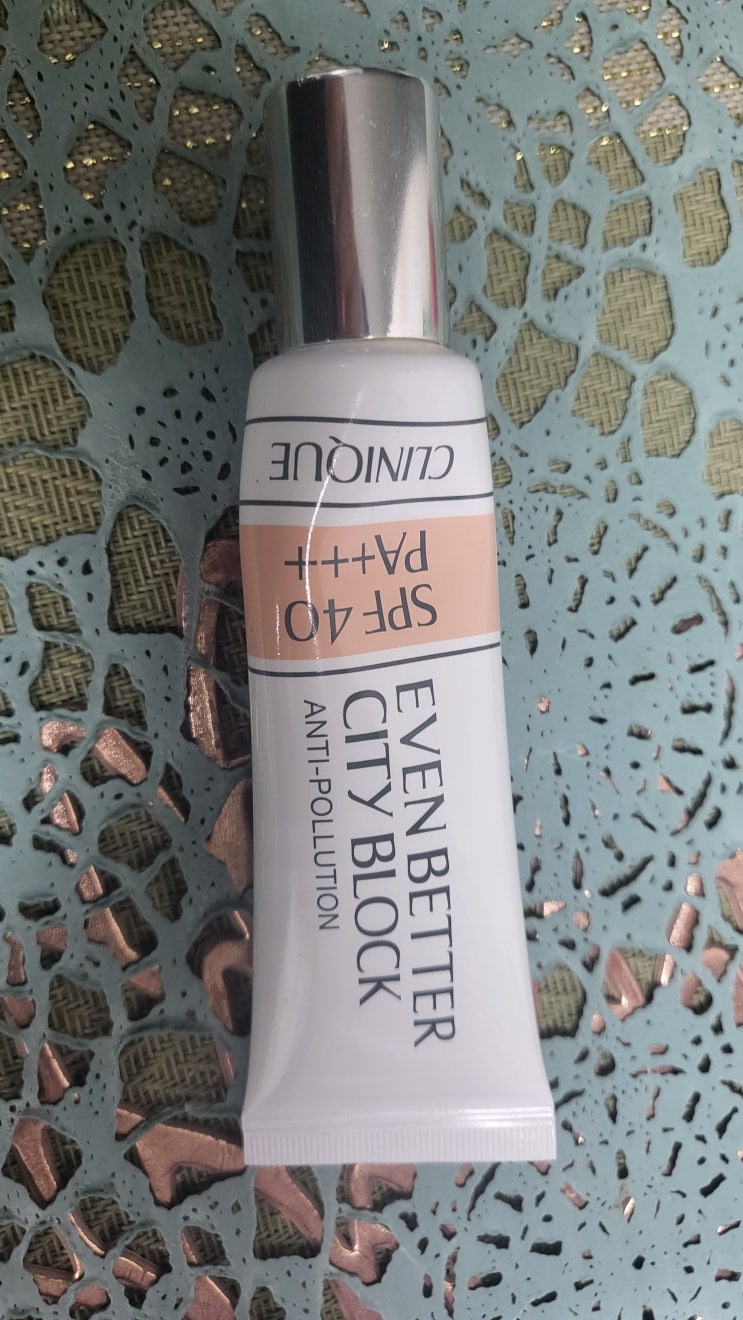 CLINIQUE
SPF 40
PA+++
EVEN BETTER
CITY BLOCK
ANTI-POLLUTION